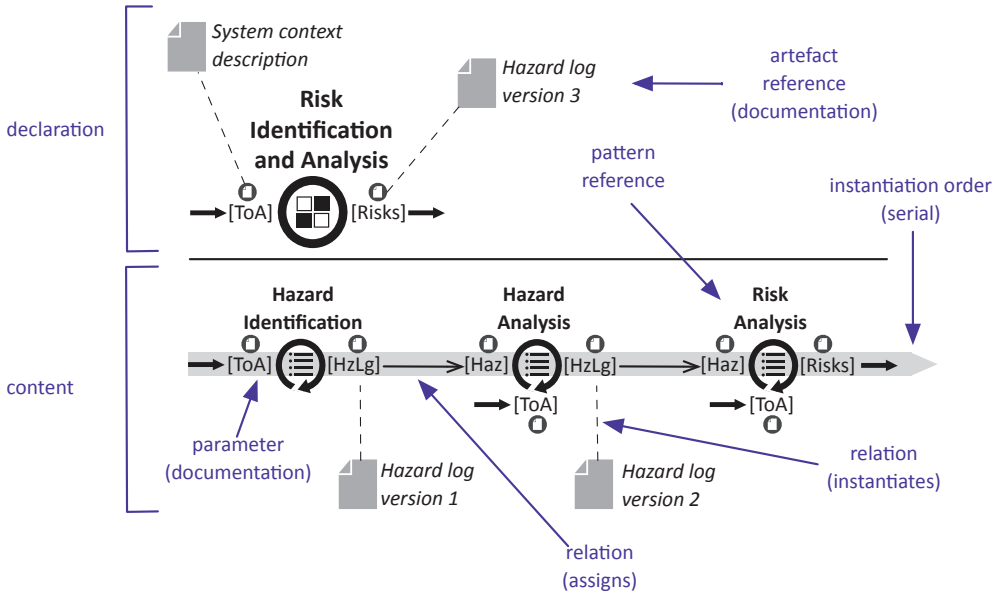 System context
description
Hazard log
version 3
artefact
reference
(documentation)
Risk
Identification
and Analysis
declaration
pattern
reference
instantiation order
(serial)
[ToA]
[Risks]
Hazard
Identification
Hazard
Analysis
Risk
Analysis
[ToA]
[HzLg]
[Haz]
[HzLg]
[Haz]
[Risks]
content
[ToA]
[ToA]
parameter
(documentation)
Hazard log
version 1
Hazard log
version 2
relation
(instantiates)
relation
(assigns)